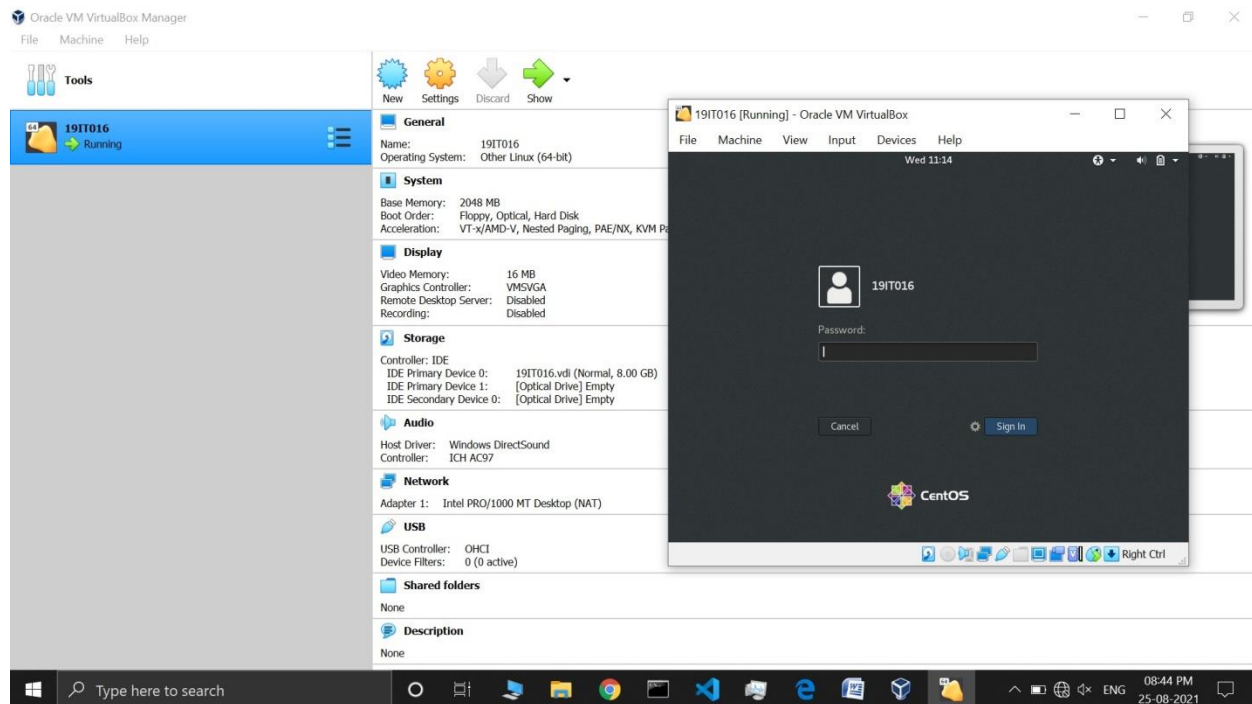 Oracle VM VirtualBox Manager
File Machine Help
Tools
19IT016
Running
New Settings Discard Show
General
Name: 19IT016
Operating System: Other Linux (64-bit)
System
Base Memory: 2048 MB
Boot Order: Floppy, Optical, Hard Disk
Acceleration: VT-x/AMD-V, Nested Paging, PAE/NX, KVM
Display
Video Memory: 16 MB
Graphics Controller: VMSVGA
Remote Desktop Server: Disabled
Recording: Disabled
Storage
Controller: IDE
IDE Primary Device 0: 19IT016.vdi (Normal, 8.00 GB)
IDE Primary Device 1: [Optical Drive] Empty
IDE Secondary Device 0: [Optical Drive] Empty
Audio
Host Driver: Windows DirectSound
Controller: ICH AC97
Network
Adapter 1: Intel PRO/1000 MT Desktop (NAT)
USB
USB Controller: OHCI
Device Filters: 0 (0 active)
Shared folders
None
Description
None
19IT016 [Running] - Oracle VM VirtualBox
File Machine View Input Devices Help
Wed 11:14
19IT016
Password:
Cancel Sign In
CentOS
Right Ctrl
Type here to search
ENG
08:44 PM
25-08-2021